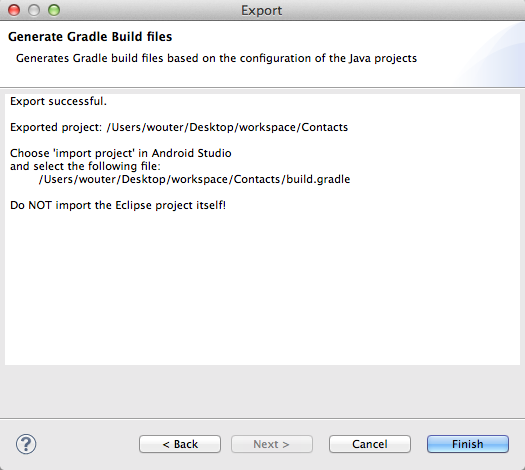 Export
Generate Gradle Build files
Generates Gradle build files based on the configuration of the Java projects
Export successful.
Exported project: /Users/wouter/Desktop/workspace/Contacts
Choose 'import project' in Android Studio
and select the following file:
/Users/wouter/Desktop/workspace/Contacts/build.gradle
Do NOT import the Eclipse project itself!
?
< Back
Next >
Cancel
Finish